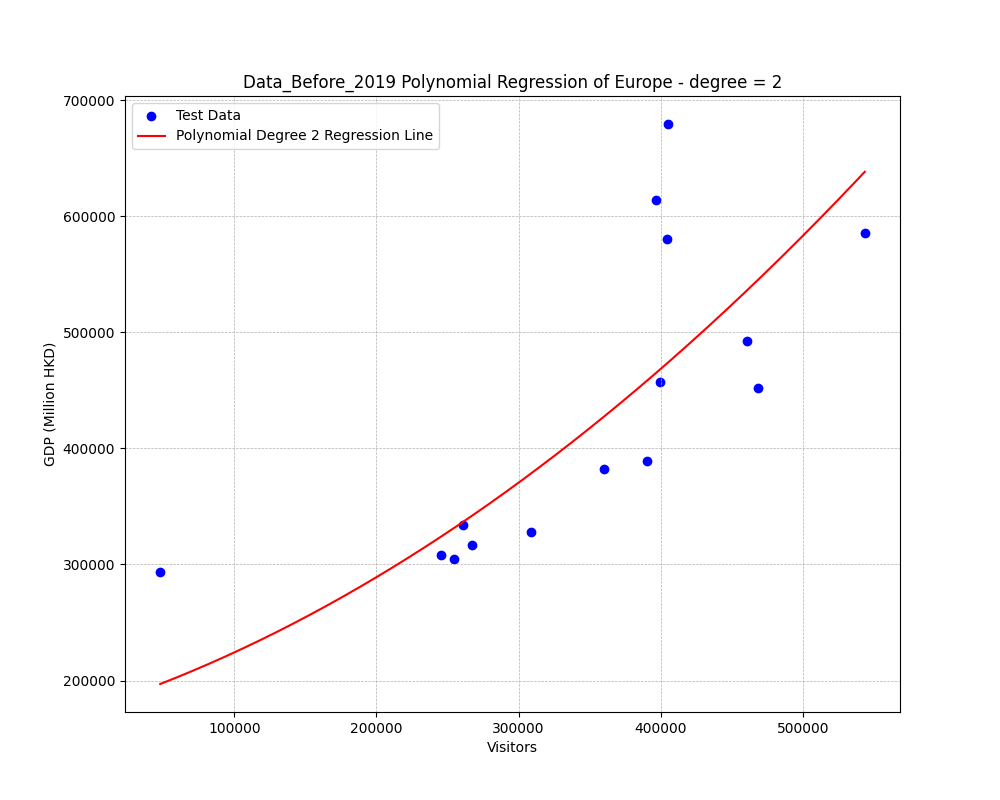 Data_Before_2019 Polynomial Regression of Europe - degree = 2
Test Data
Polynomial Degree 2 Regression Line
GDP (Million HKD)
700000
600000
500000
400000
300000
200000
100000 200000 300000 400000 500000
Visitors